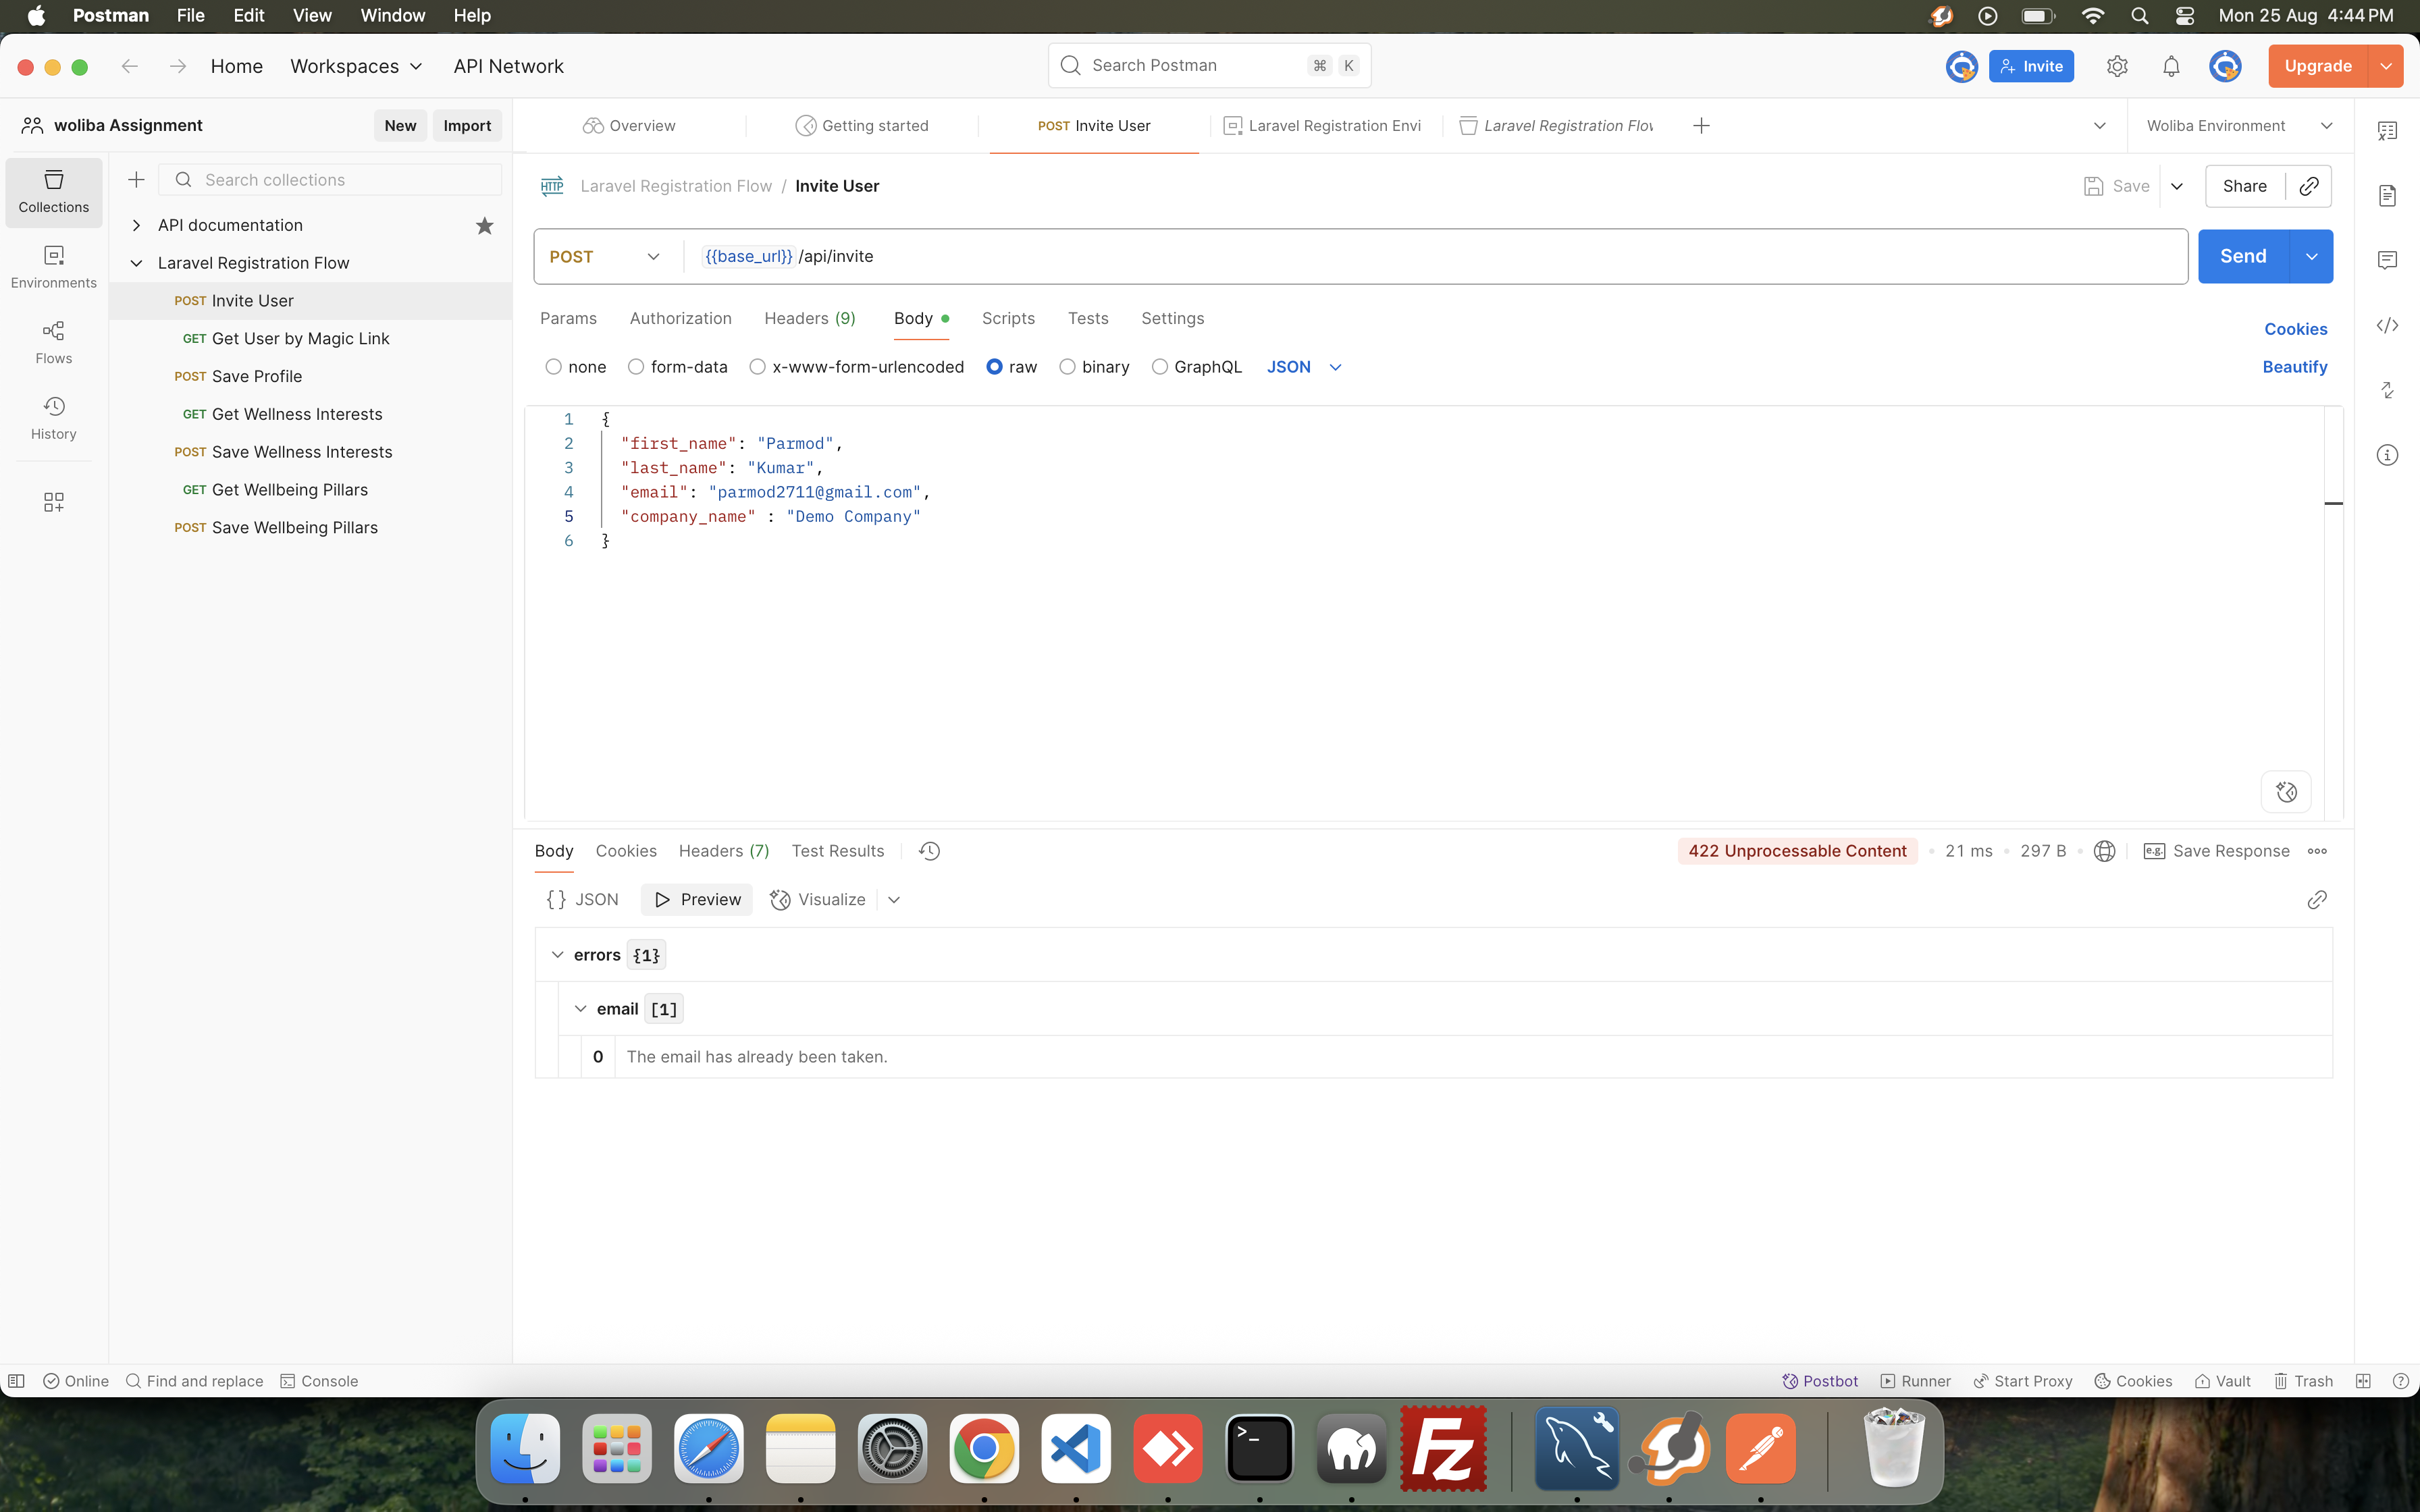 Postman File Edit View Window Help
Mon 25 Aug 4:44 PM
Home Workspaces API Network
Search Postman ⌘ K
Invite
Upgrade
woliba Assignment
New Import
Overview
Getting started
POST Invite User
Laravel Registration Envi
Laravel Registration Flov
Woliba Environment
Collections
Environments
Flows
History
Search collections
API documentation
Laravel Registration Flow
POST Invite User
GET Get User by Magic Link
POST Save Profile
GET Get Wellness Interests
POST Save Wellness Interests
GET Get Wellbeing Pillars
POST Save Wellbeing Pillars
HTTP Laravel Registration Flow / Invite User
Save
Share
POST {{base_url}} /api/invite
Send
Params Authorization Headers (9) Body Scripts Tests Settings
Cookies
none form-data x-www-form-urlencoded raw binary GraphQL JSON
Beautify
1 {
2 "first_name": "Parmod",
3 "last_name": "Kumar",
4 "email": "parmod2711@gmail.com",
5 "company_name" : "Demo Company"
6 }
Body Cookies Headers (7) Test Results
422 Unprocessable Content • 21 ms • 297 B • e.g. Save Response
{} JSON Preview Visualize
errors {1}
email [1]
0 The email has already been taken.
Online Find and replace Console
Postbot Runner Start Proxy Cookies Vault Trash
>_
Fz